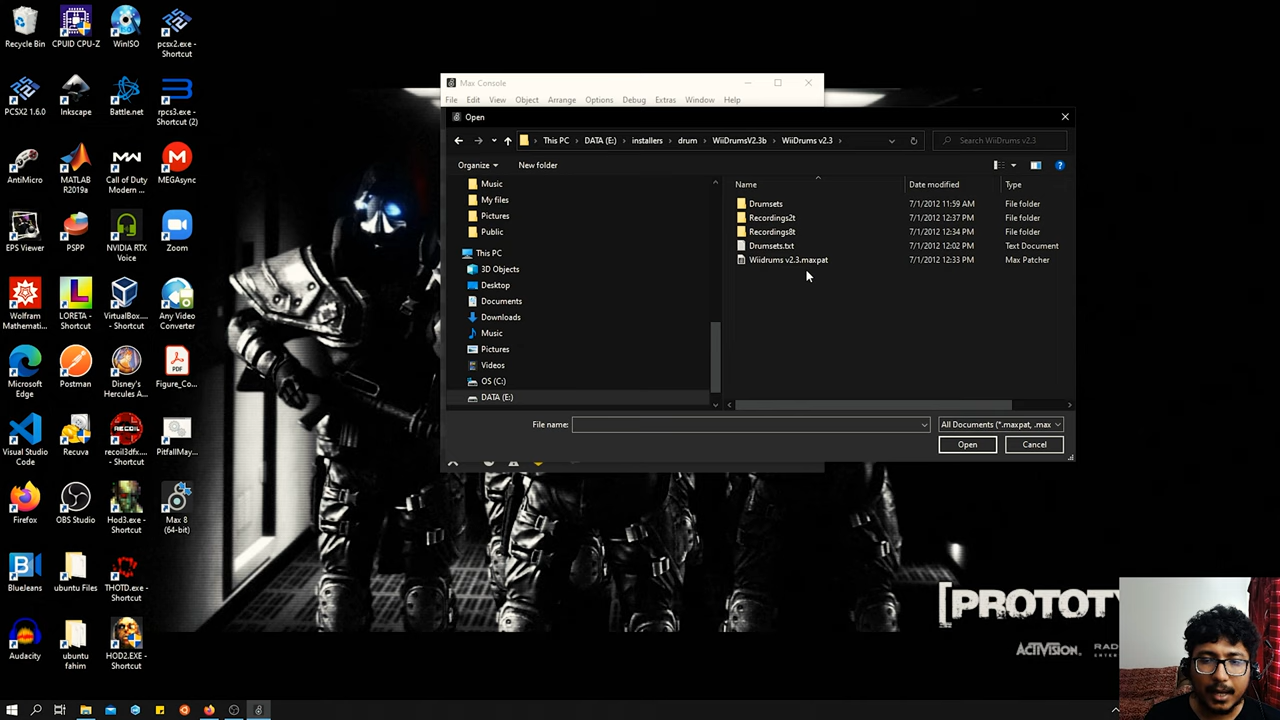 Recycle Bin
CPUID CPU-Z
WinISO
pcsx2.exe -
Shortcut
PCSX2 1.6.0
Inkscape
Battle.net
rpcs3.exe -
Shortcut (2)
AntiMicro
MATLAB
R2019a
Call of Duty
Modern ...
MEGAsync
EPS Viewer
PSPP
NVIDIA RTX
Voice
Zoom
Wolfram
Mathematic...
LORETA -
Shortcut
VirtualBox...
- Shortcut
Any Video
Converter
Microsoft
Edge
Postman
Disney's
Hercules A...
Figure_Co...
Visual Studio
Code
Recuva
recoil3dfx...
- Shortcut
PitfallMay...
Firefox
OBS Studio
Hod3.exe -
Shortcut
Max 8
(64-bit)
BlueJeans
ubuntu Files
THOTD.exe -
Shortcut
Audacity
ubuntu
fahim
HOD2.EXE -
Shortcut
Max Console
File Edit View Object Arrange Options Debug Extras Window Help
Open
This PC > DATA (E:) > installers > drum > WiiDrumsV2.3b > WiiDrums v2.3 >
Search WiiDrums v2.3
Organize
New folder
Music
My files
Pictures
Public
This PC
3D Objects
Desktop
Documents
Downloads
Music
Pictures
Videos
OS (C:)
DATA (E:)
Name Date modified Type
Drumsets 7/1/2012 11:59 AM File folder
Recordings2t 7/1/2012 12:37 PM File folder
Recordings8t 7/1/2012 12:34 PM File folder
Drumsets.txt 7/1/2012 12:02 PM Text Document
Wiidrums v2.3.maxpat 7/1/2012 12:33 PM Max Patcher
File name:
All Documents (*.maxpat, .max
Open
Cancel
[PROTOTY
ACTIVISION. RAD